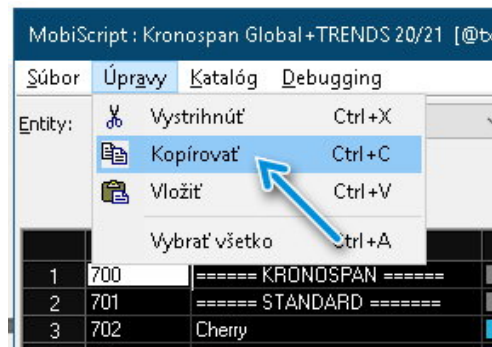 MobiScript : Kronospan Global+TRENDS 20/21 [@t
Súbor Úpravy Katalóg Debugging
Entity:
Vystrihnúť Ctrl+X
Kopírovať Ctrl+C
Vložiť Ctrl+V
Vybrať všetko Ctrl+A
1 700 ====== KRONOSPAN ======
2 701 ====== STANDARD =======
3 702 Cherry